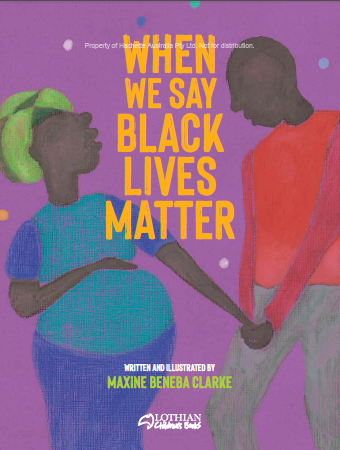 Property of Hachette Australia Pty Ltd. Not for distribution.
WHEN
WE SAY
BLACK
LIVES
MATTER
WRITTEN AND ILLUSTRATED BY
MAXINE BENEBA CLARKE
LOTHIAN
Children's Books